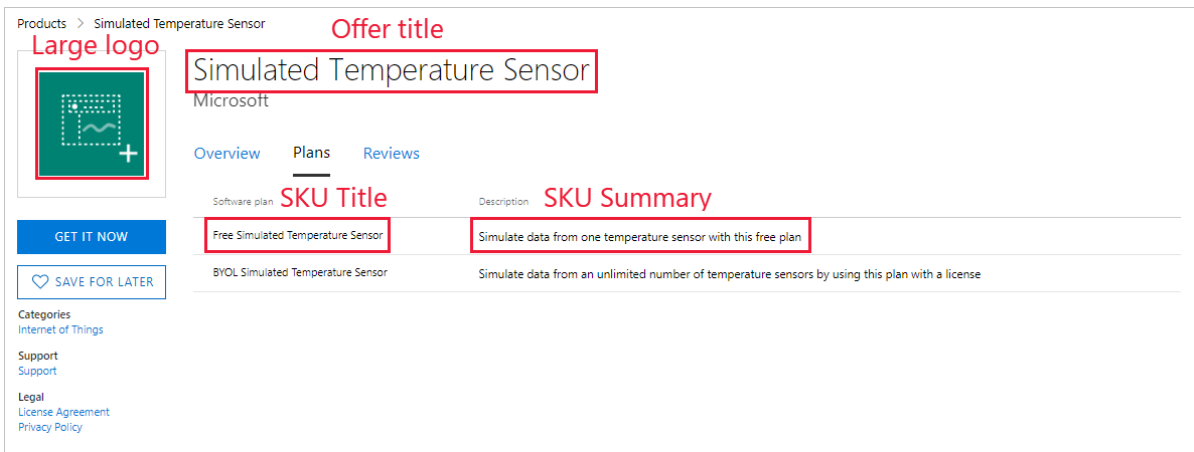 Products > Simulated Temperature Sensor
Large logo
Offer title
Simulated Temperature Sensor
Microsoft
Overview Plans Reviews
Software plan SKU Title Description SKU Summary
Free Simulated Temperature Sensor Simulate data from one temperature sensor with this free plan
BYOL Simulated Temperature Sensor Simulate data from an unlimited number of temperature sensors by using this plan with a license
GET IT NOW
SAVE FOR LATER
Categories
Internet of Things
Support
Support
Legal
License Agreement
Privacy Policy